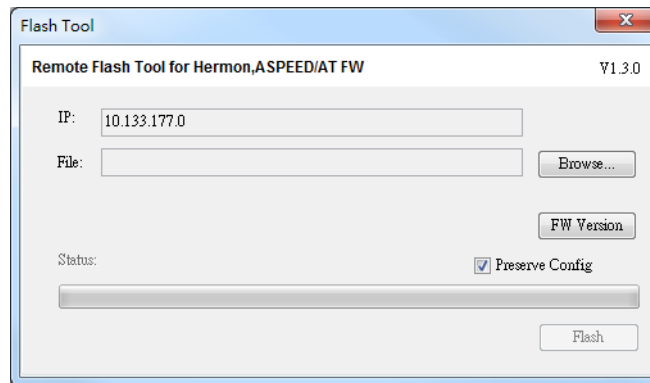 Flash Tool
Remote Flash Tool for Hermon,ASPEED/AT FW V1.3.0
IP: 10.133.177.0
File: Browse...
FW Version
Status: Preserve Config
Flash